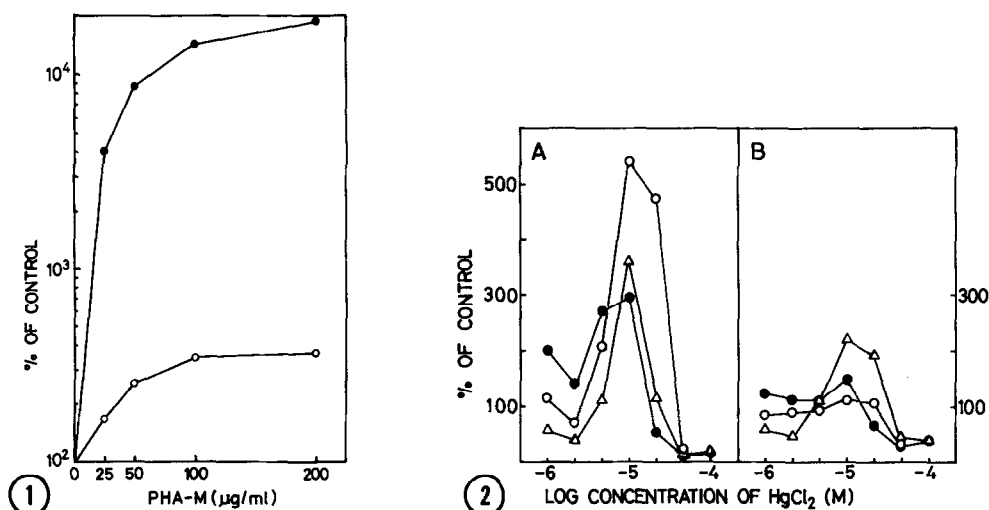 % OF CONTROL
10⁴
10³
10²
0 25 50 100 200
PHA-M (μg/ml)
1
A B
% OF CONTROL
500
300
100
300
100
-6 -5 -4 -6 -5 -4
LOG CONCENTRATION OF HgCl₂ (M)
2